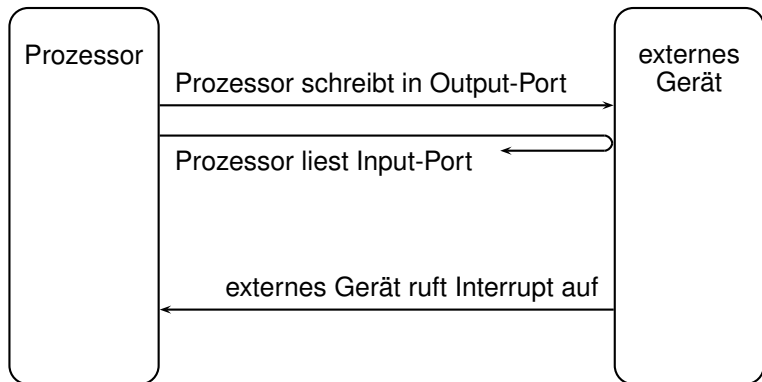 Prozessor
externes
Gerät
Prozessor schreibt in Output-Port
Prozessor liest Input-Port
externes Gerät ruft Interrupt auf